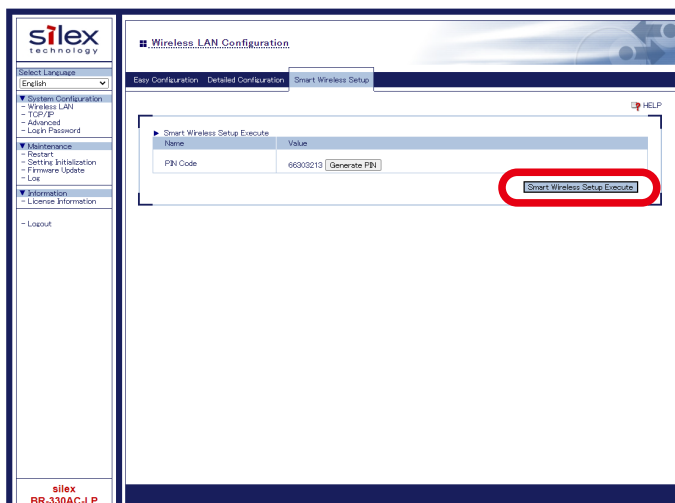 silex
technology
Select Language
English
▼ System Configuration
- Wireless LAN
- TCP/IP
- Advanced
- Login Password
▼ Maintenance
- Restart
- Setting Initialization
- Firmware Update
- Log
▼ Information
- License Information
- Logout
silex
BR-330AC-LP
Wireless LAN Configuration
Easy Configuration Detailed Configuration Smart Wireless Setup
HELP
▶ Smart Wireless Setup Execute
Name Value
PIN Code 66303213 Generate PIN
Smart Wireless Setup Execute